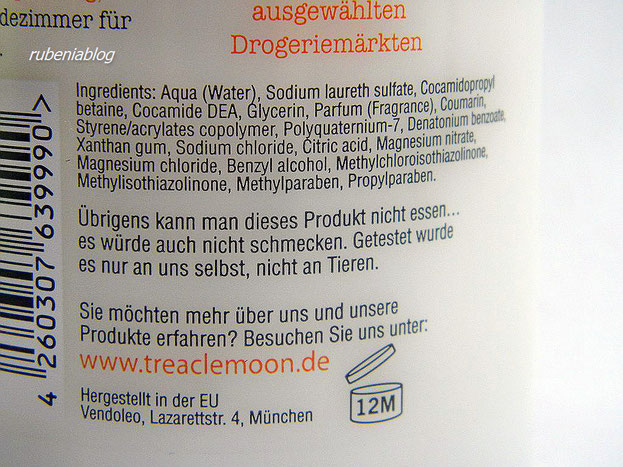 dezimmer für
ausgewählten
Drogeriemärkten
rubeniablog
Ingredients: Aqua (Water), Sodium laureth sulfate, Cocamidopropyl
betaine, Cocamide DEA, Glycerin, Parfum (Fragrance), Coumarin,
Styrene/acrylates copolymer, Polyquaternium-7, Denatonium benzoate,
Xanthan gum, Sodium chloride, Citric acid, Magnesium nitrate,
Magnesium chloride, Benzyl alcohol, Methylchloroisothiazolinone,
Methylisothiazolinone, Methylparaben, Propylparaben.
Übrigens kann man dieses Produkt nicht essen...
es würde auch nicht schmecken. Getestet wurde
es nur an uns selbst, nicht an Tieren.
Sie möchten mehr über uns und unsere
Produkte erfahren? Besuchen Sie uns unter:
www.treaclemoon.de
Hergestellt in der EU
Vendoleo, Lazarettstr. 4, München
12M
4 260307 639990 >